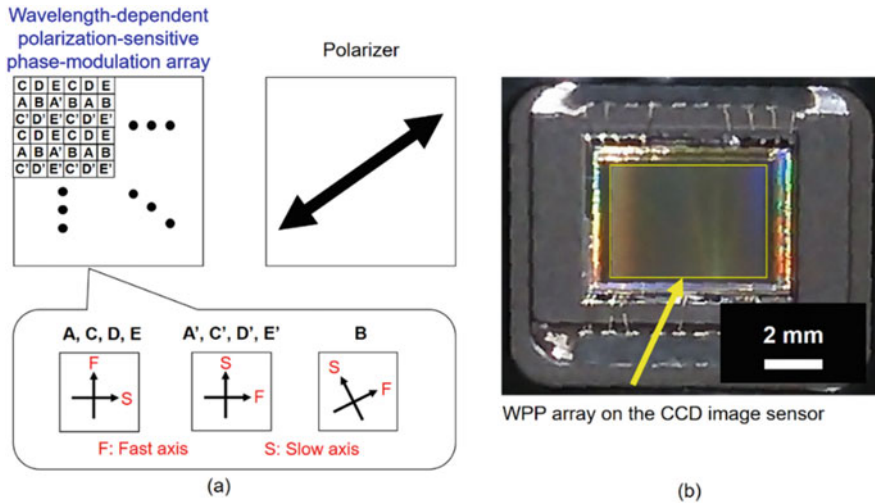 Wavelength-dependent
polarization-sensitive
phase-modulation array
C D E C D E
A B A' B A B
C' D' E' C' D' E'
C D E C D E
A B A' B A B
C' D' E' C' D' E'
Polarizer
A, C, D, E
F
S
A', C', D', E'
S
F
B
S
F
F: Fast axis
S: Slow axis
(a)
2 mm
WPP array on the CCD image sensor
(b)